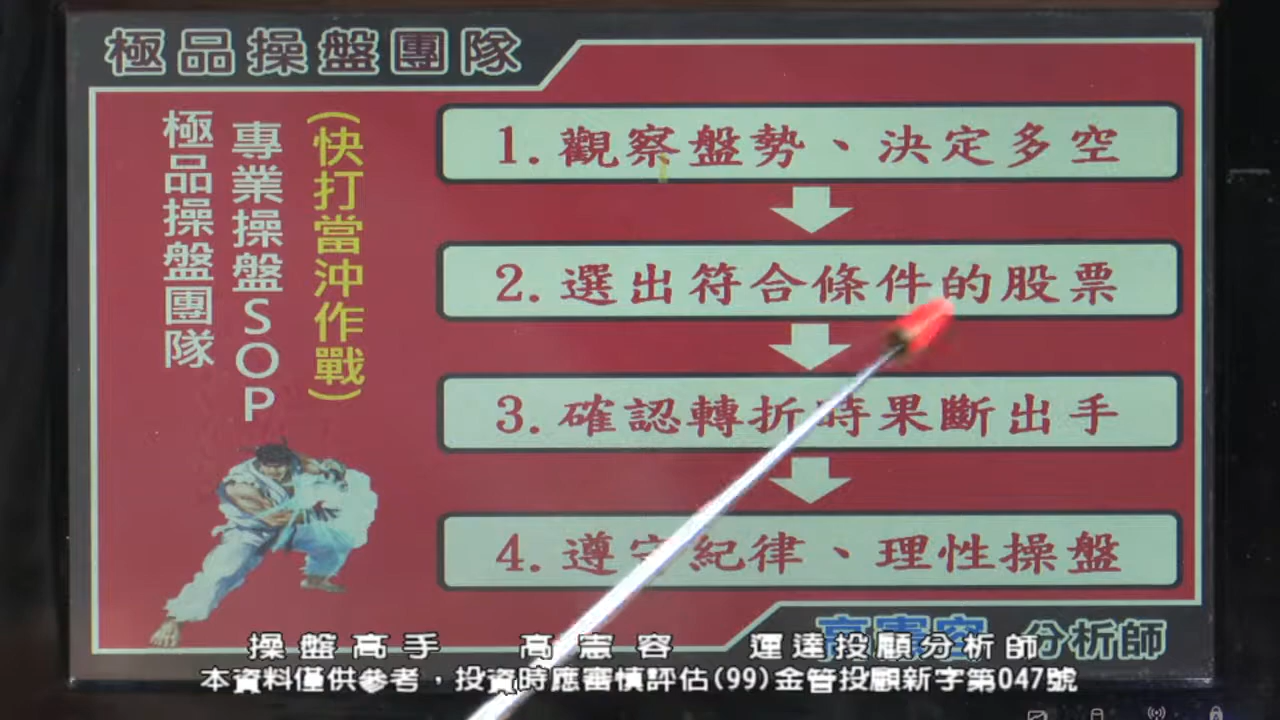 極品操盤團隊
(快打當沖作戰)
專業操盤SOP
極品操盤團隊
1. 觀察盤勢、決定多空
2. 選出符合條件的股票
3. 確認轉折時果斷出手
4. 遵守紀律、理性操盤
高憲容 分析師
操盤高手 高憲容 運達投顧分析師
本資料僅供參考，投資時應審慎評估(99)金管投顧新字第047號